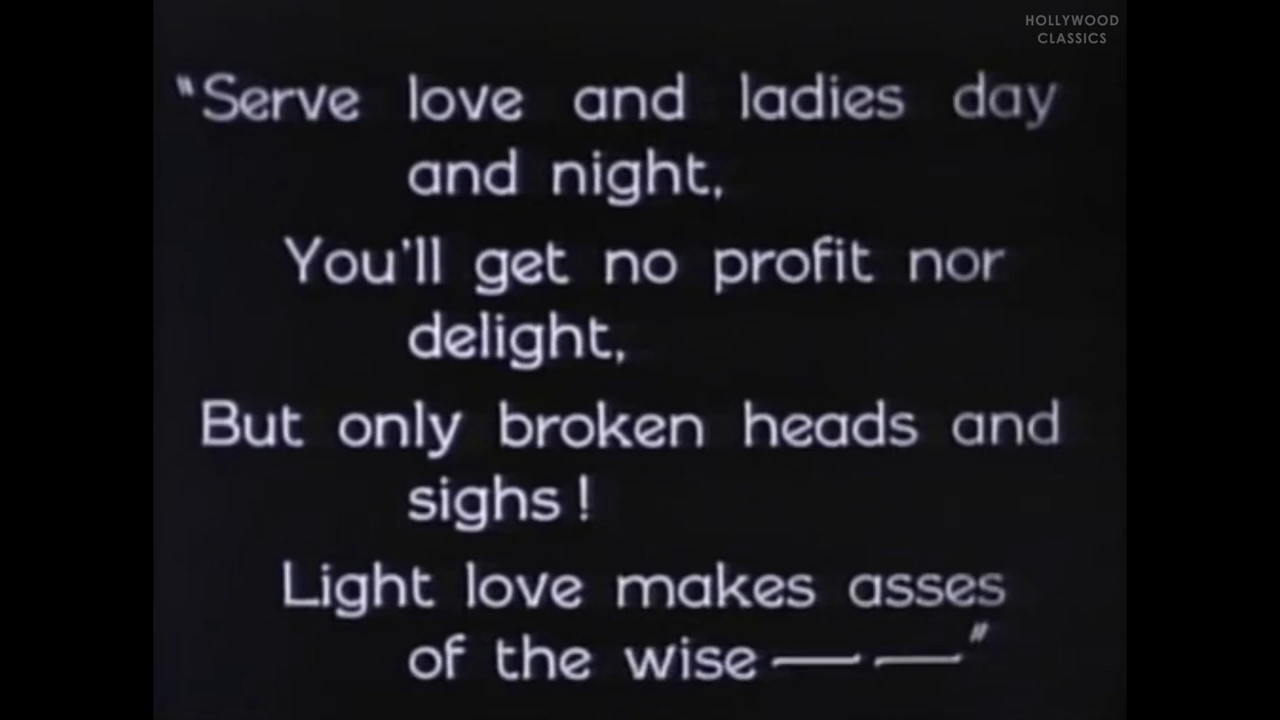 HOLLYWOOD
CLASSICS
"Serve love and ladies day
and night,
You'll get no profit nor
delight,
But only broken heads and
sighs !
Light love makes asses
of the wise — —"